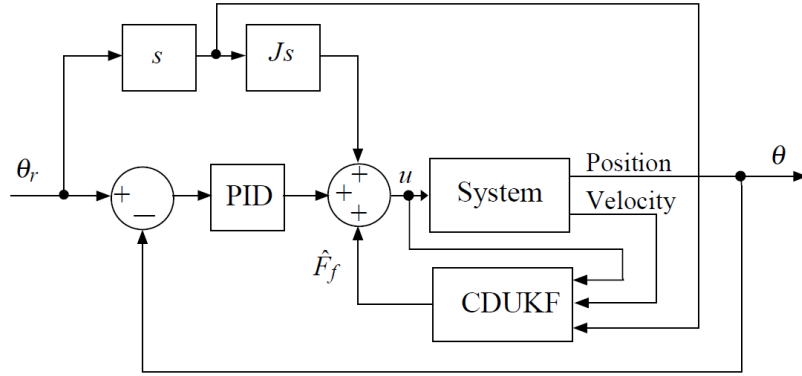 s
Js
θr
+
−
PID
+
+
+
u
System
Position
Velocity
θ
F̂f
CDUKF